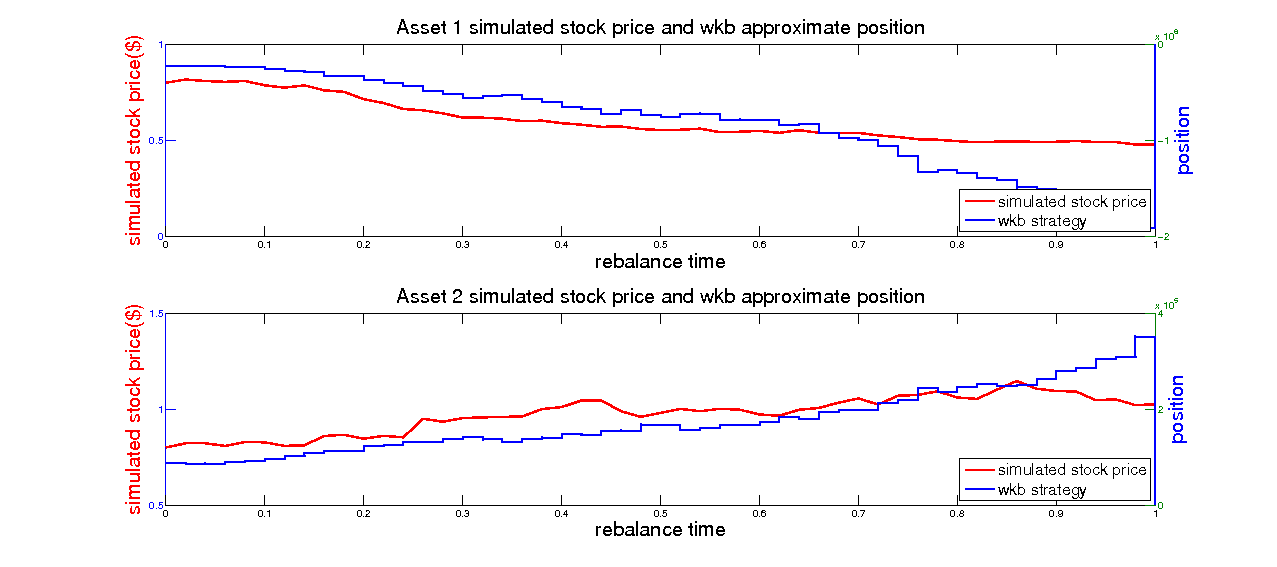 Asset 1 simulated stock price and wkb approximate position
simulated stock price($)
1
0.5
0
0
-1
-2
position
simulated stock price
wkb strategy
0 0.1 0.2 0.3 0.4 0.5 0.6 0.7 0.8 0.9 1
rebalance time
Asset 2 simulated stock price and wkb approximate position
simulated stock price($)
1.5
1
0.5
4
2
0
position
simulated stock price
wkb strategy
0 0.1 0.2 0.3 0.4 0.5 0.6 0.7 0.8 0.9 1
rebalance time